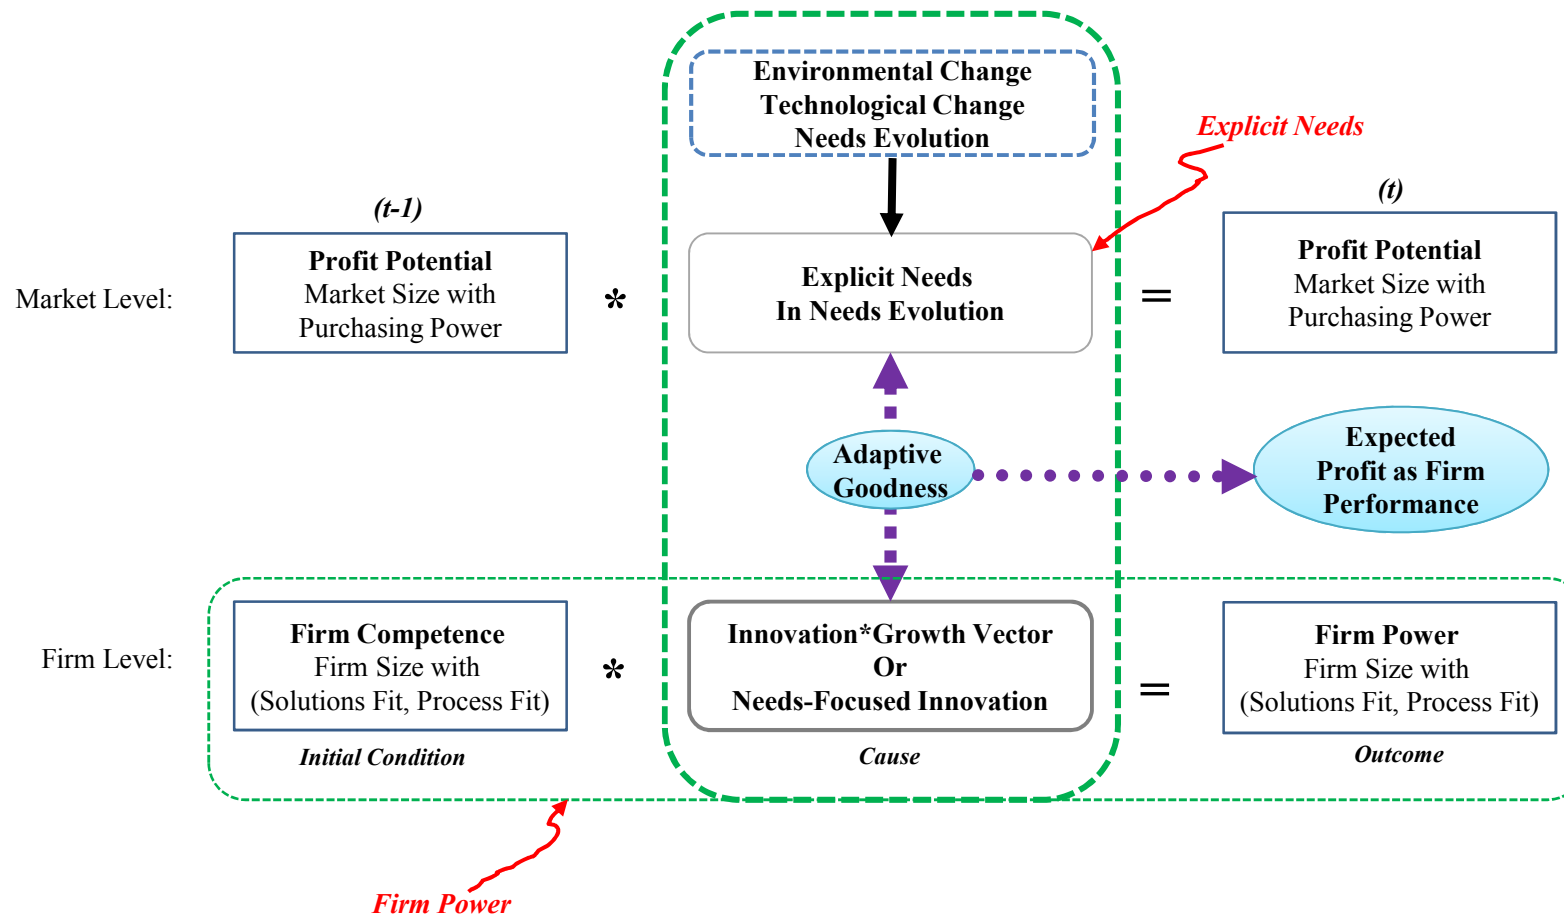 Environmental Change
Technological Change
Needs Evolution
Explicit Needs
(t-1)
(t)
Market Level:
Profit Potential
Market Size with
Purchasing Power
*
Explicit Needs
In Needs Evolution
=
Profit Potential
Market Size with
Purchasing Power
Adaptive
Goodness
Expected
Profit as Firm
Performance
Firm Level:
Firm Competence
Firm Size with
(Solutions Fit, Process Fit)
*
Innovation*Growth Vector
Or
Needs-Focused Innovation
=
Firm Power
Firm Size with
(Solutions Fit, Process Fit)
Initial Condition
Cause
Outcome
Firm Power